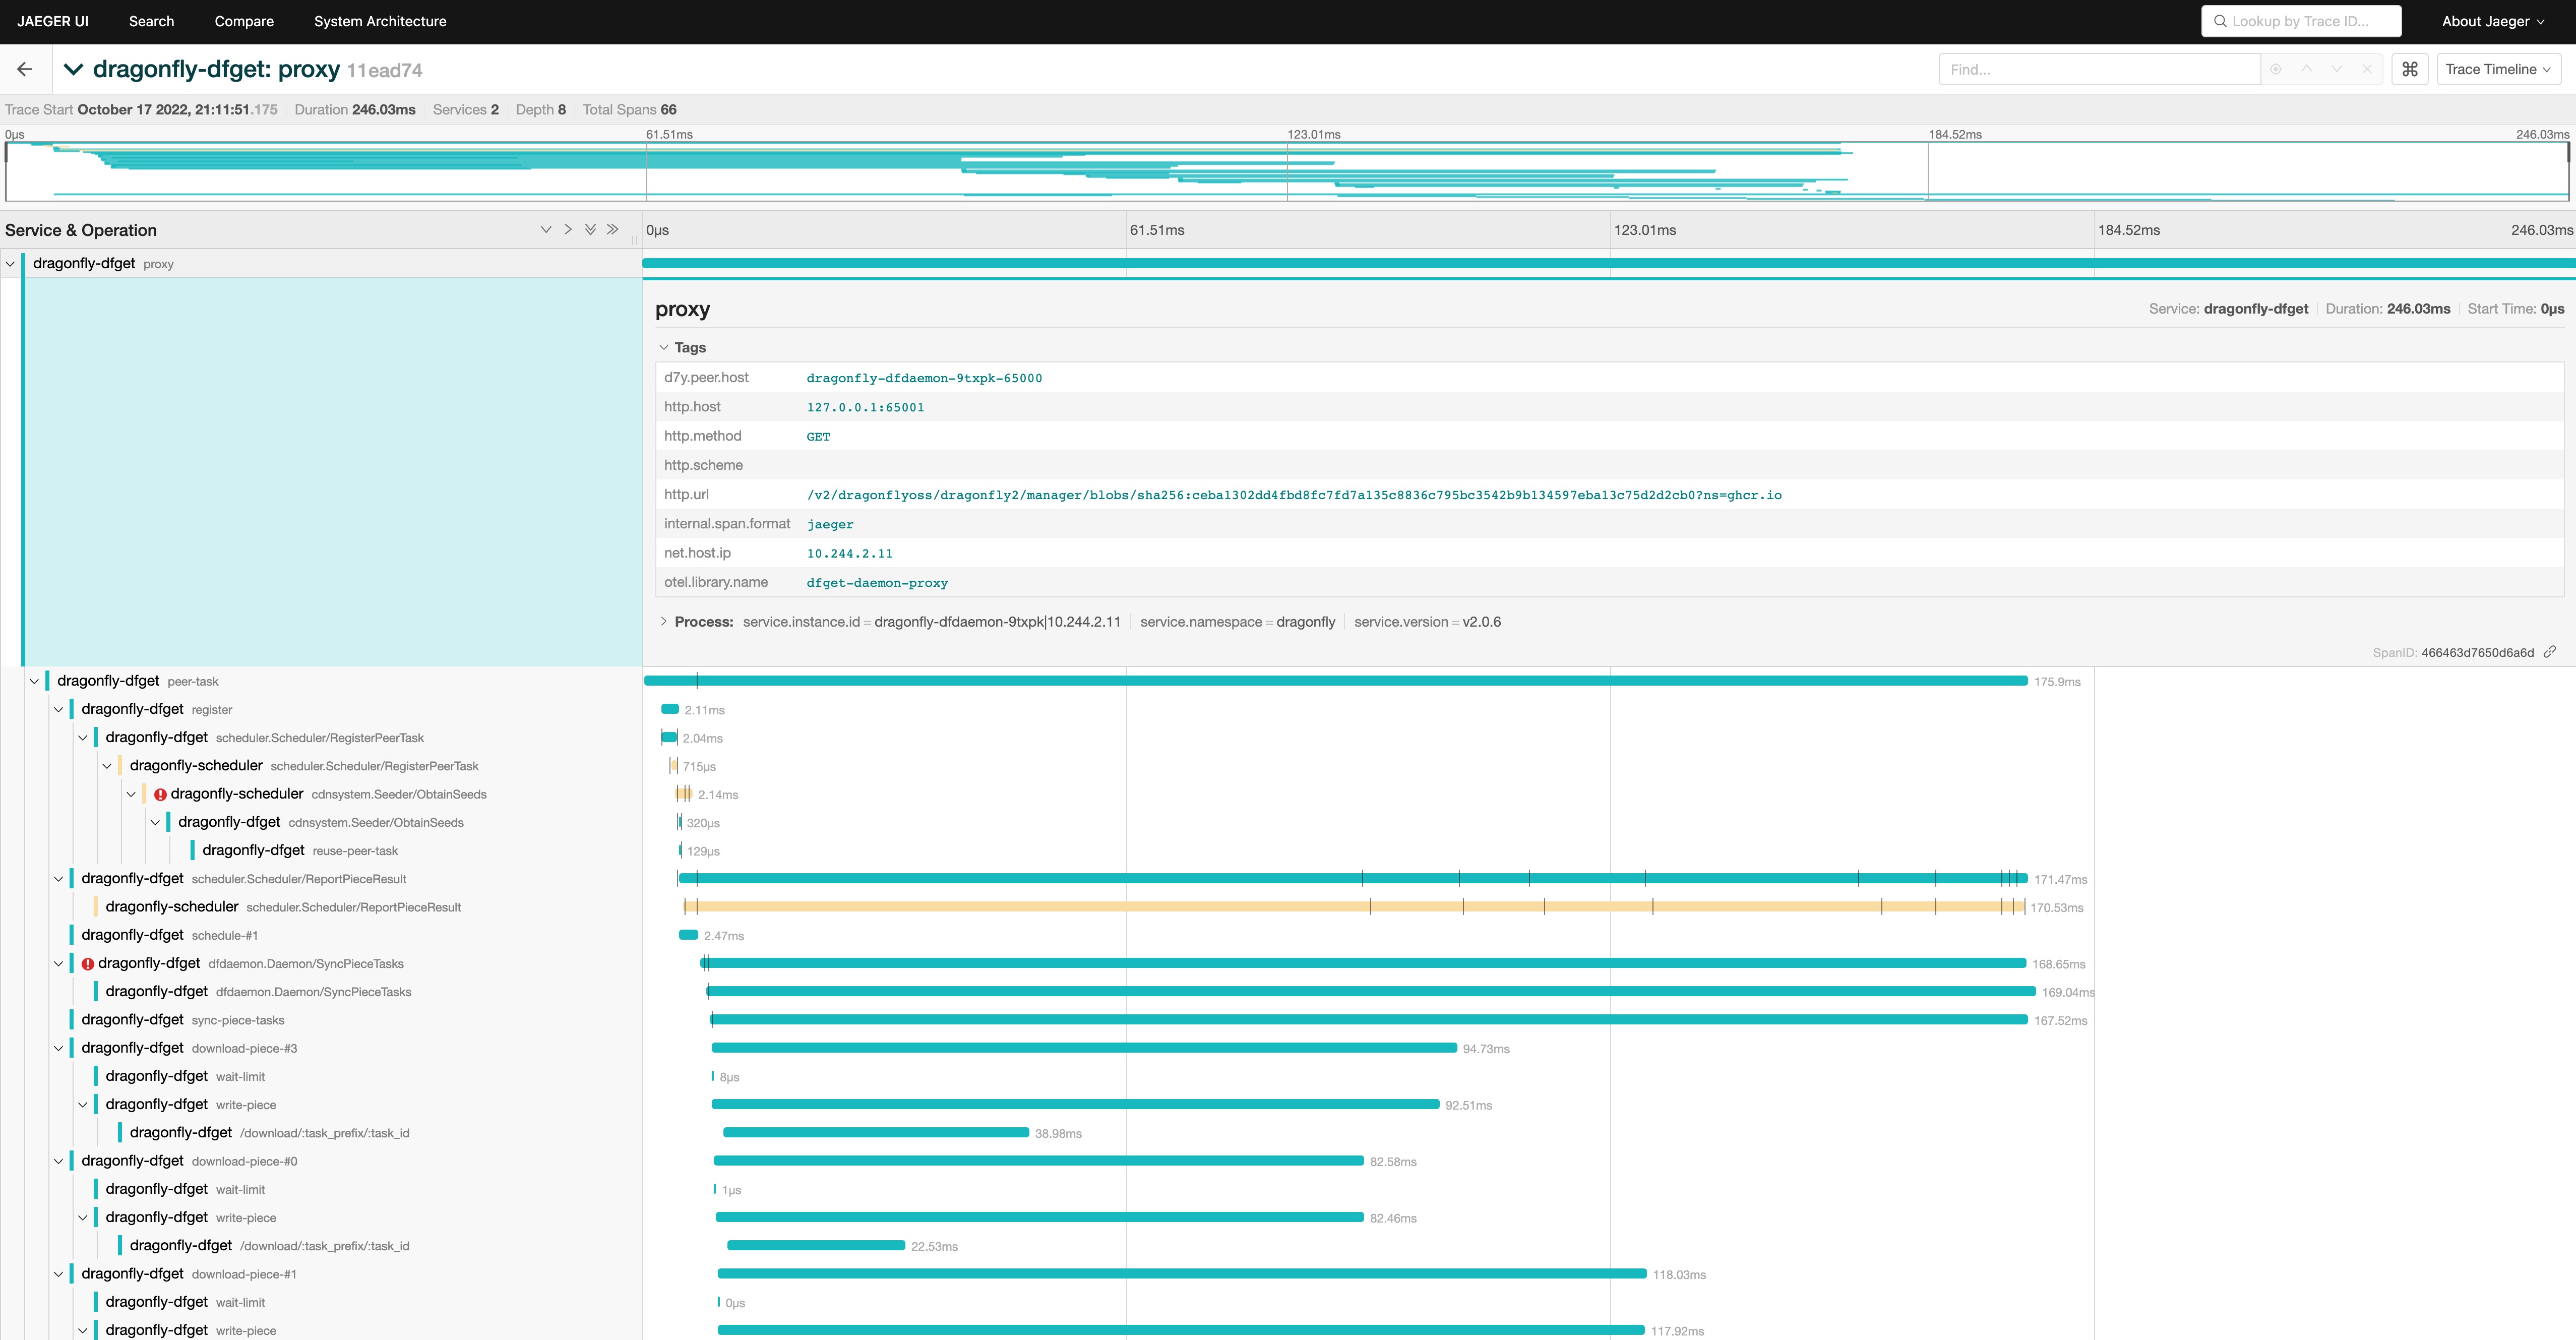 JAEGER UI Search Compare System Architecture Lookup by Trace ID... About Jaeger
dragonfly-dfget: proxy 11ead74 Find... Trace Timeline
Trace Start October 17 2022, 21:11:51.175 Duration 246.03ms Services 2 Depth 8 Total Spans 66
0μs 61.51ms 123.01ms 184.52ms 246.03ms
Service & Operation 0μs 61.51ms 123.01ms 184.52ms 246.03ms
dragonfly-dfget proxy
proxy Service: dragonfly-dfget Duration: 246.03ms Start Time: 0μs
Tags
d7y.peer.host dragonfly-dfdaemon-9txpk-65000
http.host 127.0.0.1:65001
http.method GET
http.scheme
http.url /v2/dragonflyoss/dragonfly2/manager/blobs/sha256:ceba1302dd4fbd8fc7fd7a135c8836c795bc3542b9b134597eba13c75d2d2cb0?ns=ghcr.io
internal.span.format jaeger
net.host.ip 10.244.2.11
otel.library.name dfget-daemon-proxy
Process: service.instance.id = dragonfly-dfdaemon-9txpk|10.244.2.11 service.namespace = dragonfly service.version = v2.0.6
SpanID: 466463d7650d6a6d
dragonfly-dfget peer-task 175.9ms
dragonfly-dfget register 2.11ms
dragonfly-dfget scheduler.Scheduler/RegisterPeerTask 2.04ms
dragonfly-scheduler scheduler.Scheduler/RegisterPeerTask 715μs
dragonfly-scheduler cdnsystem.Seeder/ObtainSeeds 2.14ms
dragonfly-dfget cdnsystem.Seeder/ObtainSeeds 320μs
dragonfly-dfget reuse-peer-task 129μs
dragonfly-dfget scheduler.Scheduler/ReportPieceResult 171.47ms
dragonfly-scheduler scheduler.Scheduler/ReportPieceResult 170.53ms
dragonfly-dfget schedule-#1 2.47ms
dragonfly-dfget dfdaemon.Daemon/SyncPieceTasks 168.65ms
dragonfly-dfget dfdaemon.Daemon/SyncPieceTasks 169.04ms
dragonfly-dfget sync-piece-tasks 167.52ms
dragonfly-dfget download-piece-#3 94.73ms
dragonfly-dfget wait-limit 8μs
dragonfly-dfget write-piece 92.51ms
dragonfly-dfget /download/:task_prefix/:task_id 38.98ms
dragonfly-dfget download-piece-#0 82.58ms
dragonfly-dfget wait-limit 1μs
dragonfly-dfget write-piece 82.46ms
dragonfly-dfget /download/:task_prefix/:task_id 22.53ms
dragonfly-dfget download-piece-#1 118.03ms
dragonfly-dfget wait-limit 0μs
dragonfly-dfget write-piece 117.92ms